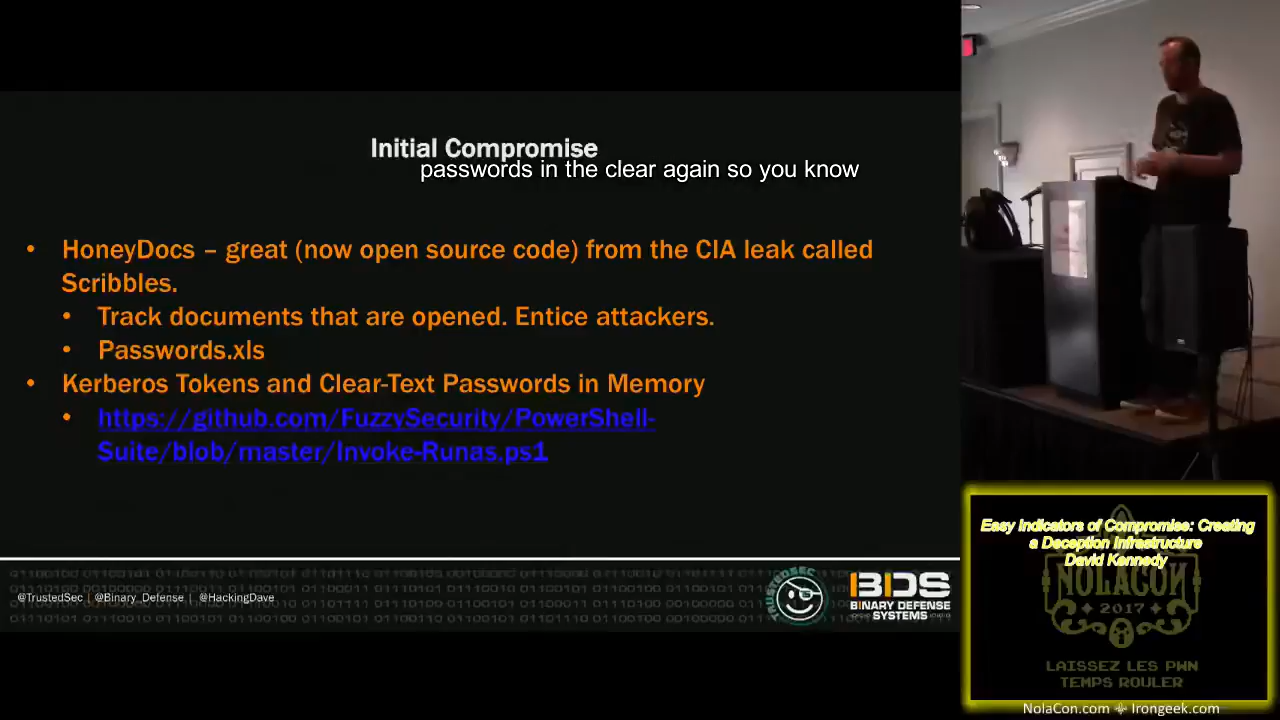 Initial Compromise
passwords in the clear again so you know
• HoneyDocs – great (now open source code) from the CIA leak called
Scribbles.
• Track documents that are opened. Entice attackers.
• Passwords.xls
• Kerberos Tokens and Clear-Text Passwords in Memory
• https://github.com/FuzzySecurity/PowerShell-
Suite/blob/master/Invoke-Runas.ps1
@TrustedSec | @Binary_Defense | @HackingDave
TRUSTEDSEC
BDS
BINARY DEFENSE
SYSTEMS
Easy Indicators of Compromise: Creating
a Deception Infrastructure
David Kennedy
NOLACON
2017
LAISSEZ LES PWN
TEMPS ROULER
NolaCon.com Irongeek.com